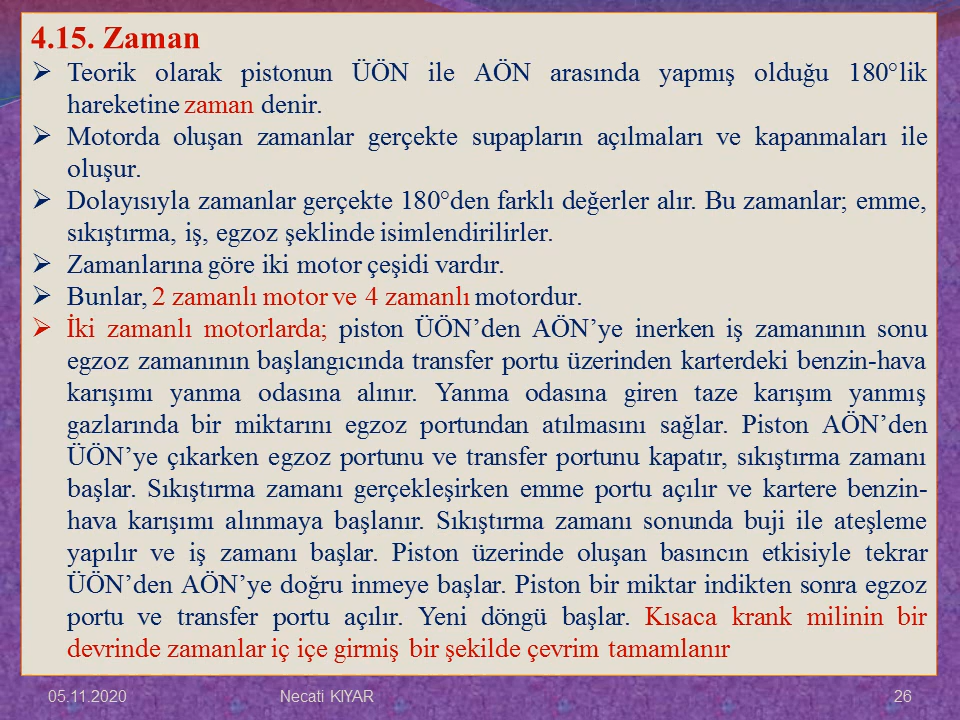 4.15. Zaman
➢ Teorik olarak pistonun ÜÖN ile AÖN arasında yapmış olduğu 180°lik
hareketine zaman denir.
➢ Motorda oluşan zamanlar gerçekte supapların açılmaları ve kapanmaları ile
oluşur.
➢ Dolayısıyla zamanlar gerçekte 180°den farklı değerler alır. Bu zamanlar; emme,
sıkıştırma, iş, egzoz şeklinde isimlendirilirler.
➢ Zamanlarına göre iki motor çeşidi vardır.
➢ Bunlar, 2 zamanlı motor ve 4 zamanlı motordur.
➢ İki zamanlı motorlarda; piston ÜÖN’den AÖN’ye inerken iş zamanının sonu
egzoz zamanının başlangıcında transfer portu üzerinden karterdeki benzin-hava
karışımı yanma odasına alınır. Yanma odasına giren taze karışım yanmış
gazlarında bir miktarını egzoz portundan atılmasını sağlar. Piston AÖN’den
ÜÖN’ye çıkarken egzoz portunu ve transfer portunu kapatır, sıkıştırma zamanı
başlar. Sıkıştırma zamanı gerçekleşirken emme portu açılır ve kartere benzin-
hava karışımı alınmaya başlanır. Sıkıştırma zamanı sonunda buji ile ateşleme
yapılır ve iş zamanı başlar. Piston üzerinde oluşan basıncın etkisiyle tekrar
ÜÖN’den AÖN’ye doğru inmeye başlar. Piston bir miktar indikten sonra egzoz
portu ve transfer portu açılır. Yeni döngü başlar. Kısaca krank milinin bir
devrinde zamanlar iç içe girmiş bir şekilde çevrim tamamlanır
05.11.2020 Necati KIYAR 26